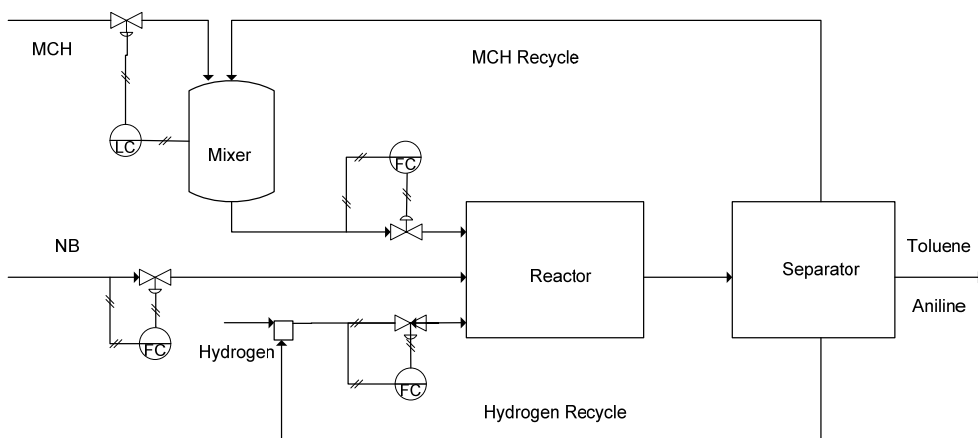 MCH
MCH Recycle
LC
Mixer
FC
NB
Reactor
Separator
Toluene
Aniline
FC
Hydrogen
FC
Hydrogen Recycle